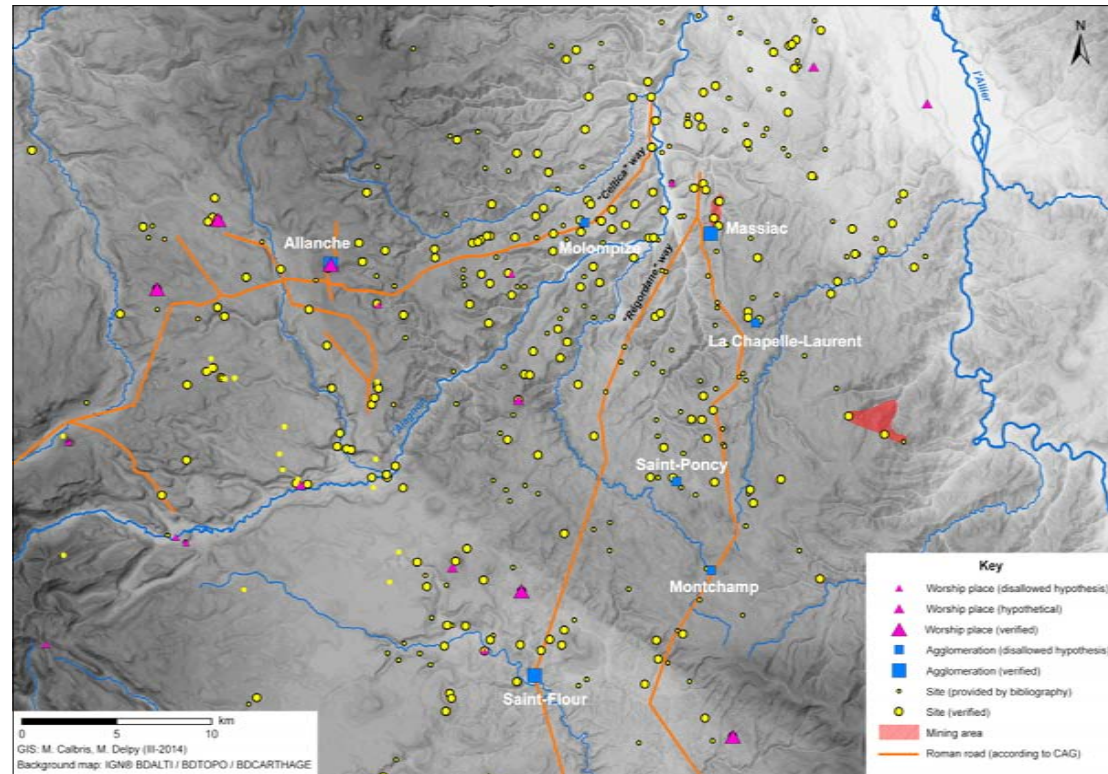 N
l'Allier
"Celtica" way
Massiac
Allanche
Molompize
"Régordane" way
La Chapelle-Laurent
l'Alagnon
Saint-Poncy
Montchamp
Saint-Flour
Key
Worship place (disallowed hypothesis)
Worship place (hypothetical)
Worship place (verified)
Agglomeration (disallowed hypothesis)
Agglomeration (verified)
Site (provided by bibliography)
Site (verified)
Mining area
Roman road (according to CAG)
km
0 5 10
GIS: M. Calbris, M. Delpy (III-2014)
Background map: IGN® BDALTI / BDTOPO / BDCARTHAGE